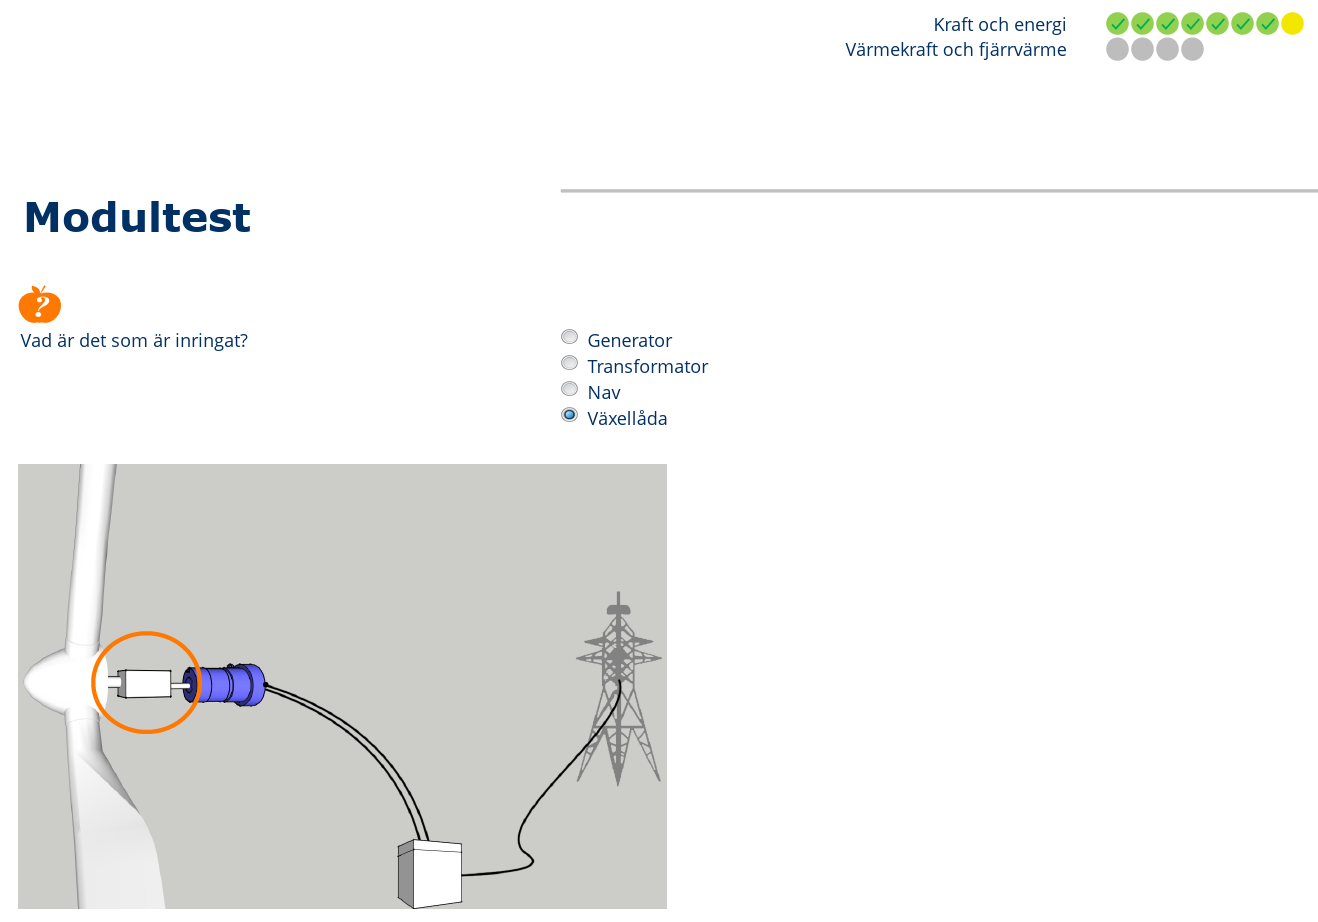 Kraft och energi
Värmekraft och fjärrvärme
Modultest
?
Vad är det som är inringat?
Generator
Transformator
Nav
Växellåda